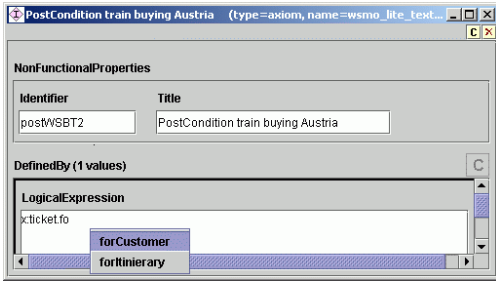 PostCondition train buying Austria (type=axiom, name=wsmo_lite_text...
C
NonFunctionalProperties
Identifier Title
postWSBT2 PostCondition train buying Austria
DefinedBy (1 values) C
LogicalExpression
x:ticket.fo
forCustomer
forItinierary